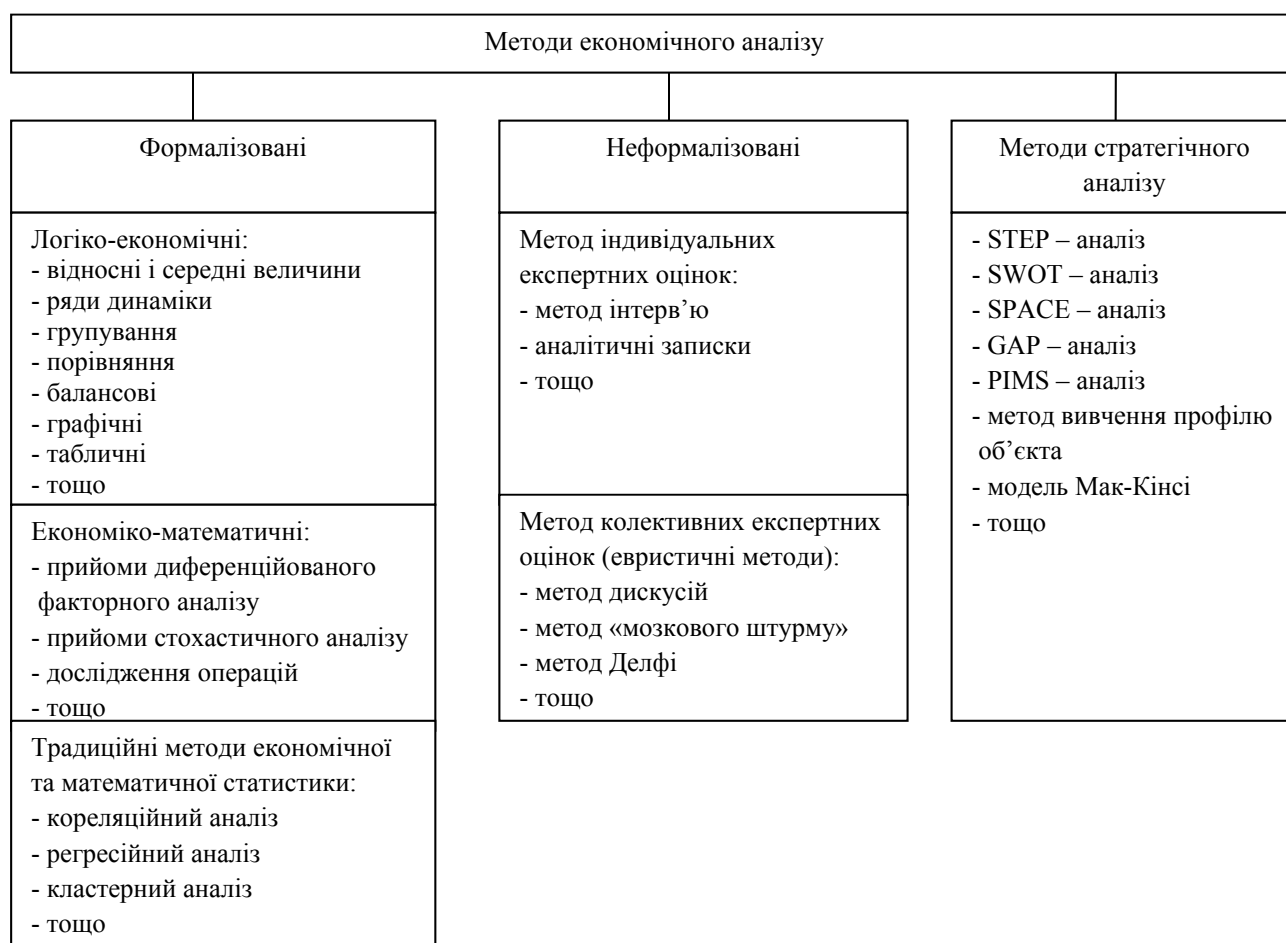 Методи економічного аналізу
Формалізовані
Логіко-економічні:
- відносні і середні величини
- ряди динаміки
- групування
- порівняння
- балансові
- графічні
- табличні
- тощо
Економіко-математичні:
- прийоми диференційованого
факторного аналізу
- прийоми стохастичного аналізу
- дослідження операцій
- тощо
Традиційні методи економічної
та математичної статистики:
- кореляційний аналіз
- регресійний аналіз
- кластерний аналіз
- тощо
Неформалізовані
Метод індивідуальних
експертних оцінок:
- метод інтерв’ю
- аналітичні записки
- тощо
Метод колективних експертних
оцінок (евристичні методи):
- метод дискусій
- метод «мозкового штурму»
- метод Делфі
- тощо
Методи стратегічного
аналізу
- STEP – аналіз
- SWOT – аналіз
- SPACE – аналіз
- GAP – аналіз
- PIMS – аналіз
- метод вивчення профілю
об’єкта
- модель Мак-Кінсі
- тощо